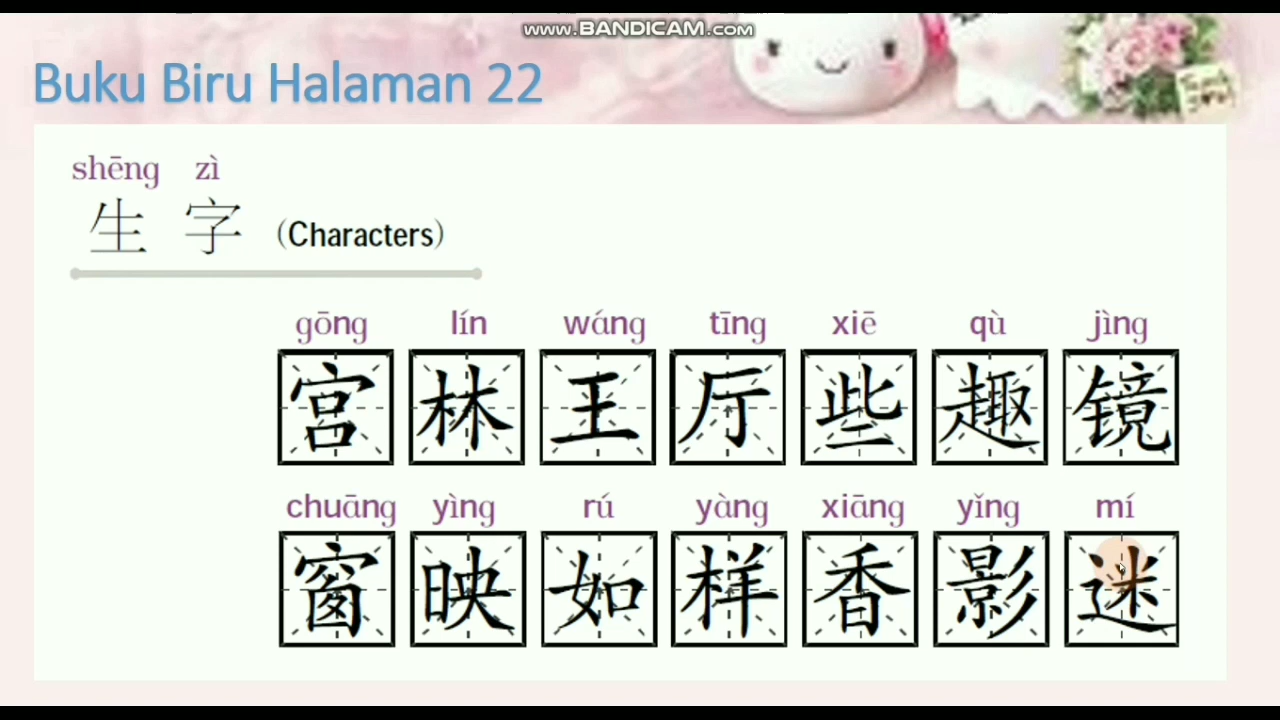 www.BANDICAM.com
Buku Biru Halaman 22
shēng zì
生 字 (Characters)
gōng lín wáng tīng xiē qù jìng
宫 林 王 厅 些 趣 镜
chuāng yìng rú yàng xiāng yǐng mí
窗 映 如 样 香 影 迷